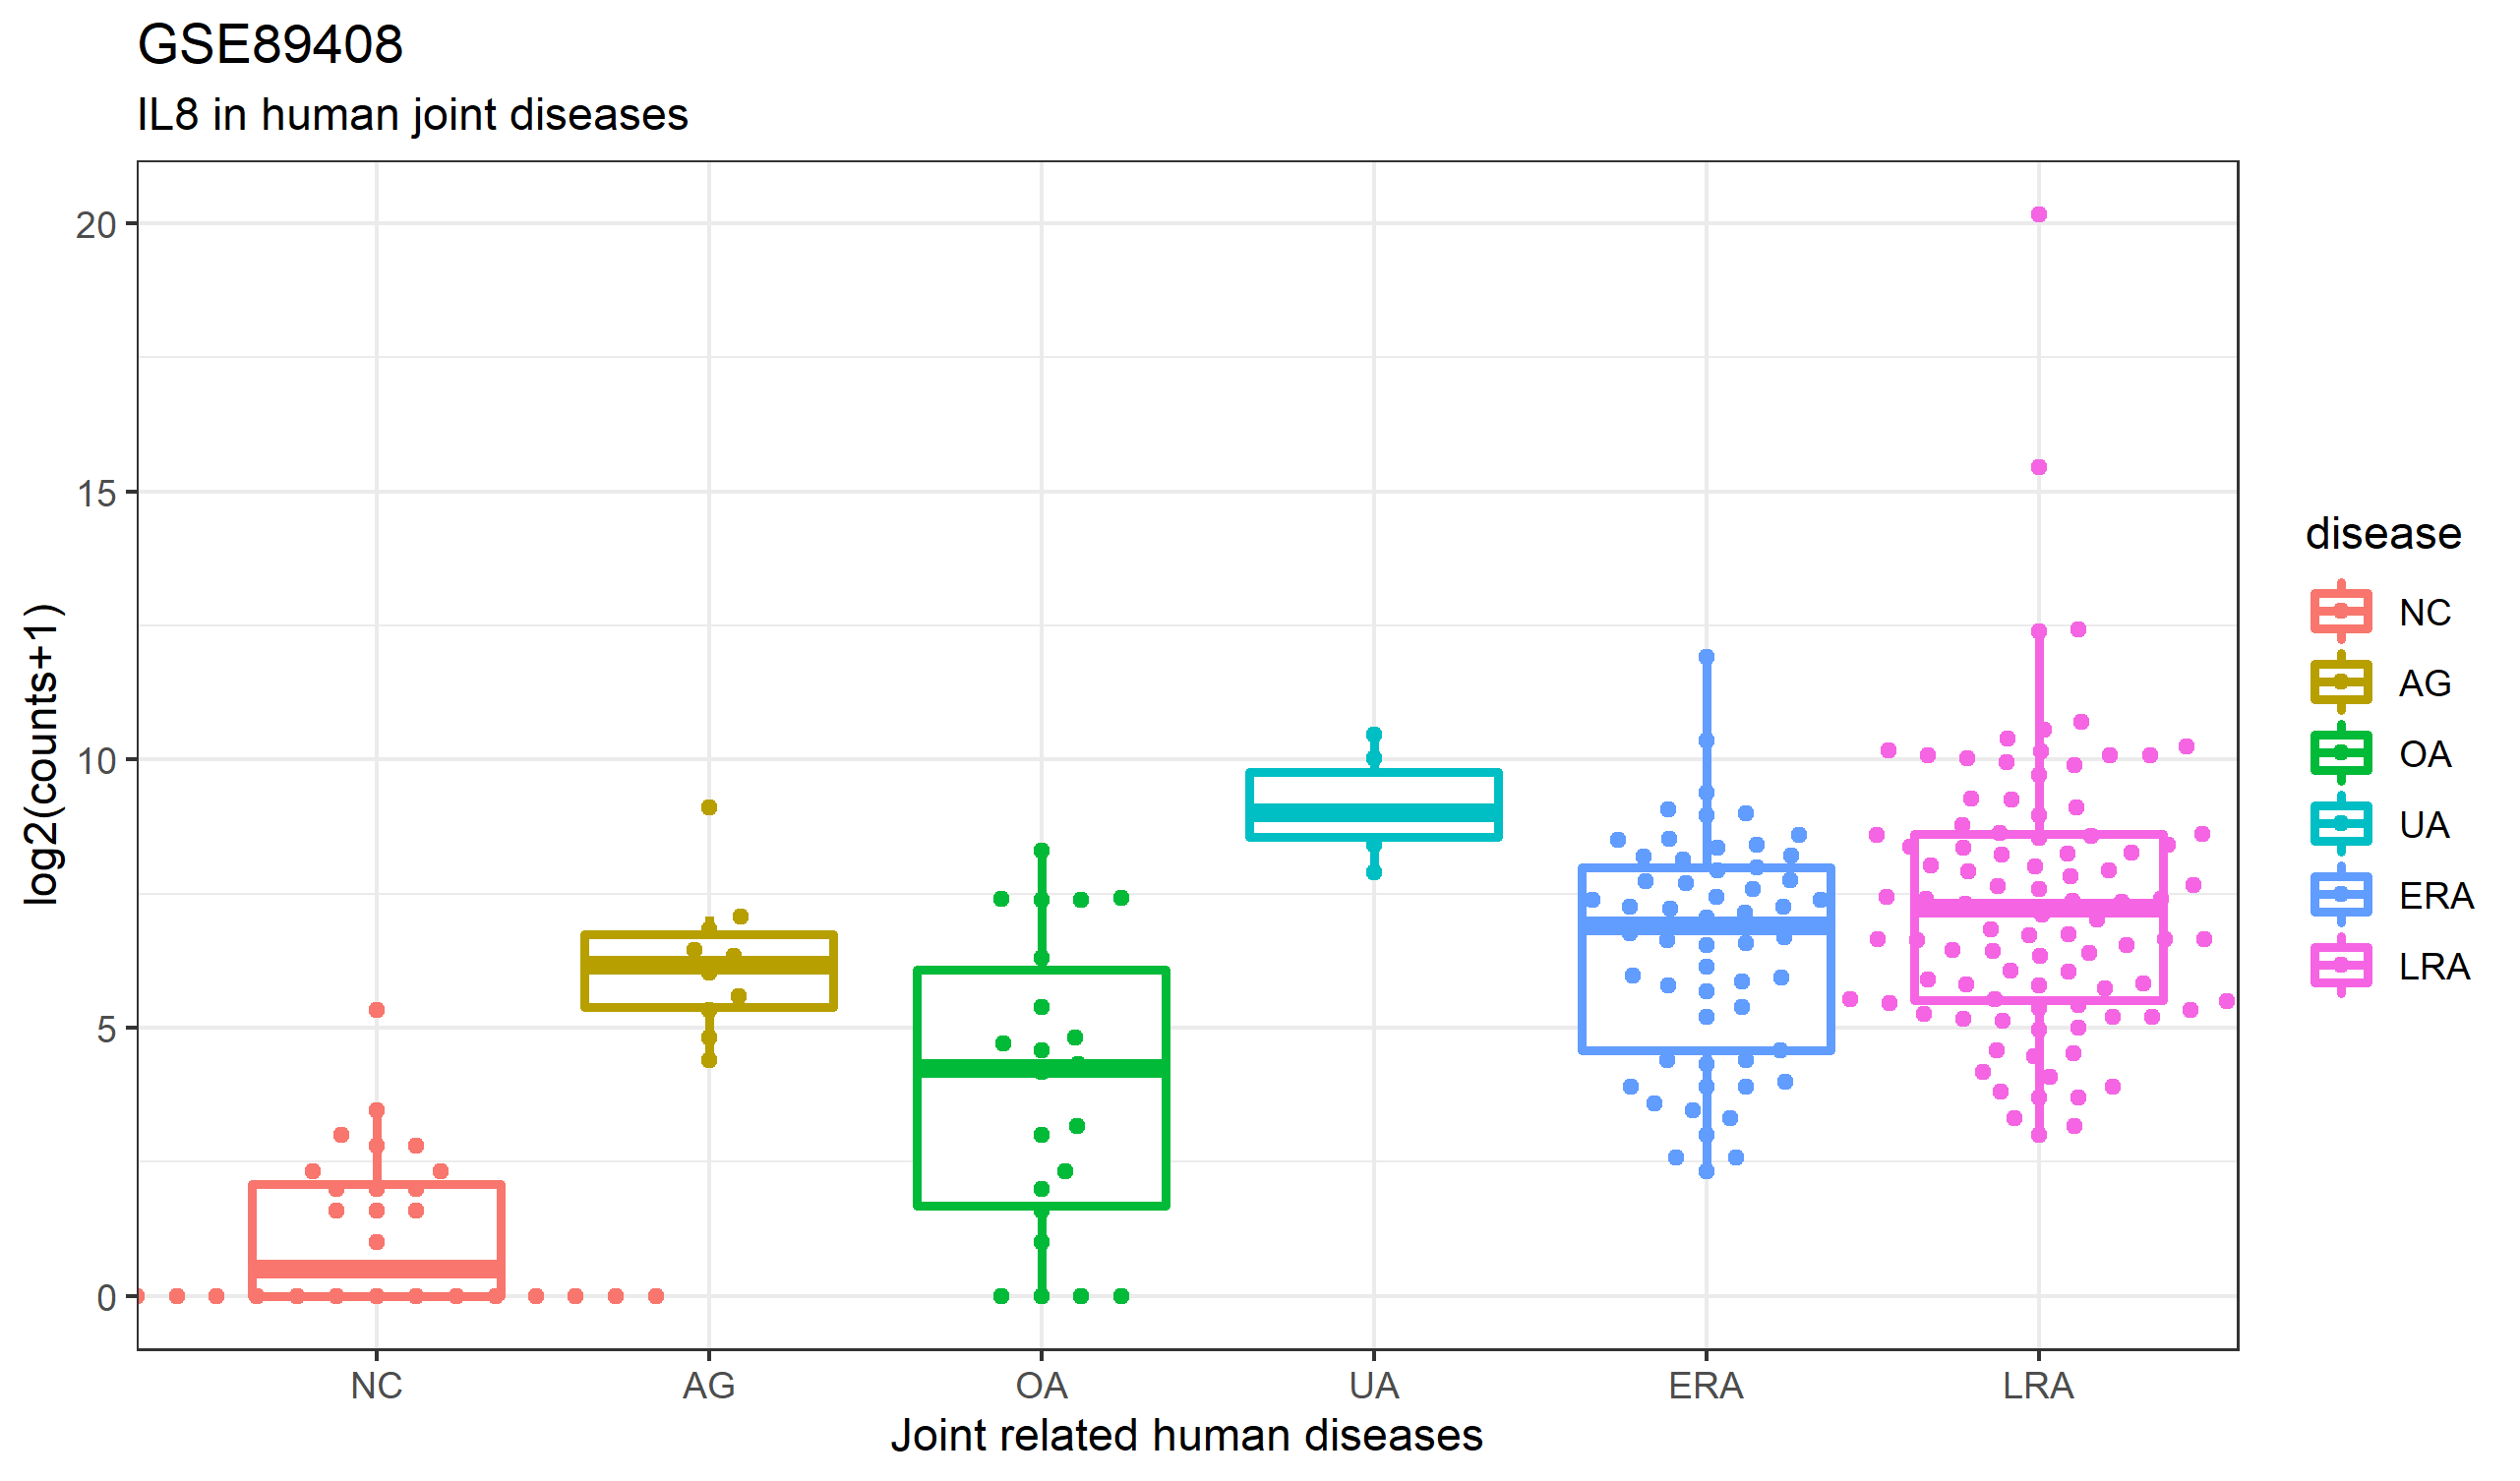 GSE89408
IL8 in human joint diseases
log2(counts+1)
20
15
10
5
0
NC
AG
OA
UA
ERA
LRA
Joint related human diseases
disease
NC
AG
OA
UA
ERA
LRA